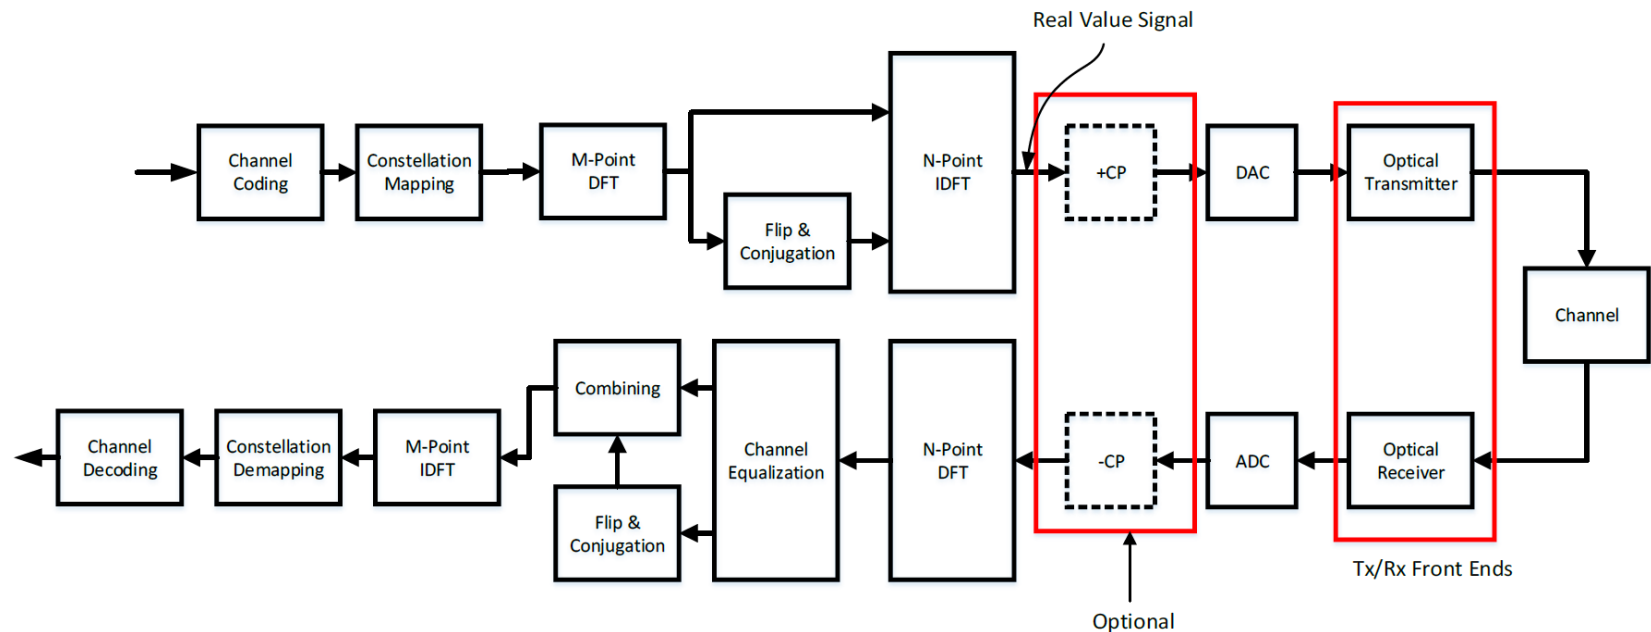 Real Value Signal
Channel
Coding
Constellation
Mapping
M-Point
DFT
Flip &
Conjugation
N-Point
IDFT
+CP
DAC
Optical
Transmitter
Channel
Channel
Decoding
Constellation
Demapping
M-Point
IDFT
Combining
Flip &
Conjugation
Channel
Equalization
N-Point
DFT
-CP
ADC
Optical
Receiver
Tx/Rx Front Ends
Optional